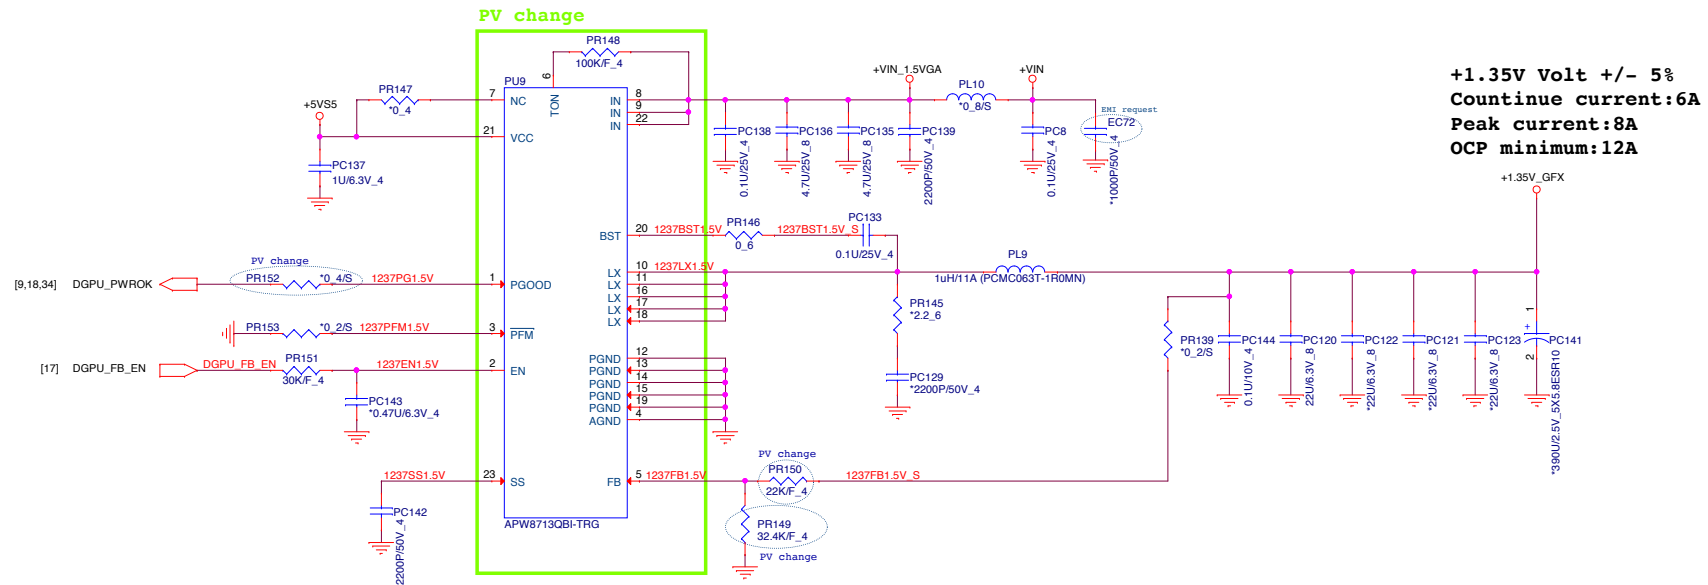 PV change
+1.35V Volt +/- 5%
Countinue current:6A
Peak current:8A
OCP minimum:12A
+1.35V_GFX
PR148
100K/F_4
6
TON
PU9
PR147
*0_4
7
NC
+5VS5
21
VCC
PC137
1U/6.3V_4
IN
8
IN
9
IN
22
+VIN_1.5VGA
PL10
*0_8/S
+VIN
EMI request
EC72
*1000P/50V_4
PC138
0.1U/25V_4
PC136
4.7U/25V_8
PC135
4.7U/25V_8
PC139
2200P/50V_4
PC8
0.1U/25V_4
BST
20
1237BST1.5V
PR146
0_6
1237BST1.5V_S
PC133
0.1U/25V_4
PV change
[9,18,34]
DGPU_PWROK
PR152
*0_4/S
1237PG1.5V
1
PGOOD
PR153
*0_2/S
1237PFM1.5V
3
PFM
[17]
DGPU_FB_EN
DGPU_FB_EN
PR151
30K/F_4
1237EN1.5V
2
EN
PC143
*0.47U/6.3V_4
LX
10
1237LX1.5V
LX
11
LX
16
LX
17
LX
18
PL9
1uH/11A (PCMC063T-1R0MN)
PR145
*2.2_6
PC129
*2200P/50V_4
PGND
12
PGND
13
PGND
14
PGND
15
PGND
19
AGND
4
PR139
*0_2/S
PC144
0.1U/10V_4
PC120
22U/6.3V_8
PC122
*22U/6.3V_8
PC121
*22U/6.3V_8
PC123
*22U/6.3V_8
1
+
2
PC141
*390U/2.5V_5X5.8ESR10
1237SS1.5V
23
SS
PC142
2200P/50V_4
FB
5
1237FB1.5V
PV change
PR150
22K/F_4
1237FB1.5V_S
PR149
32.4K/F_4
PV change
APW8713QBI-TRG